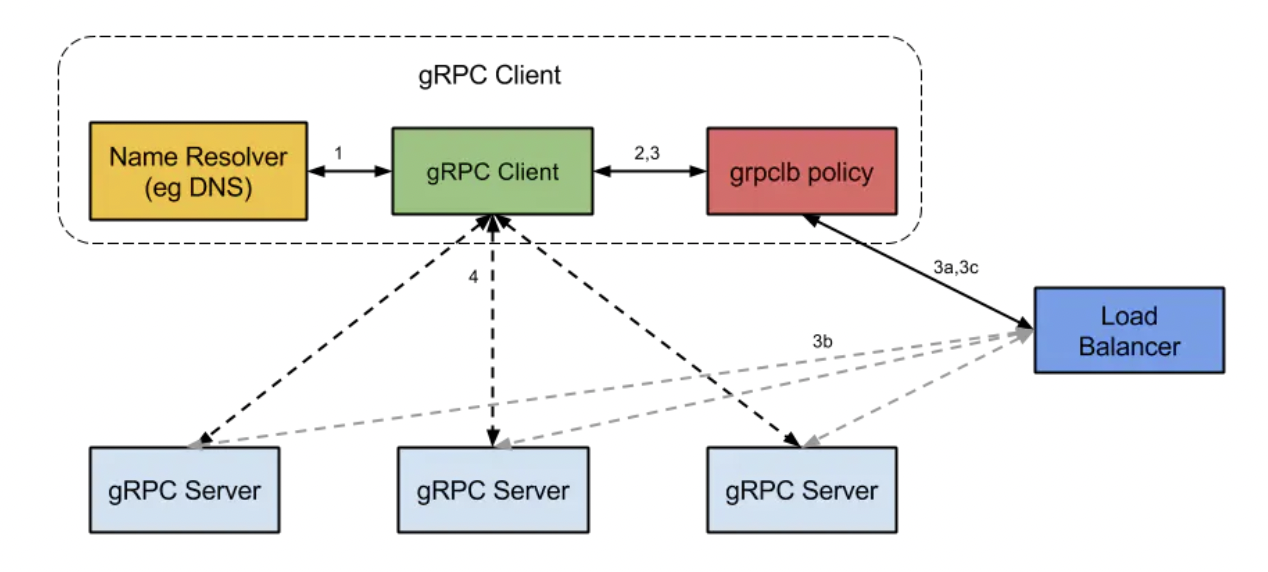 gRPC Client
Name Resolver
(eg DNS)
1
gRPC Client
2,3
grpclb policy
4
3a,3c
3b
Load
Balancer
gRPC Server
gRPC Server
gRPC Server